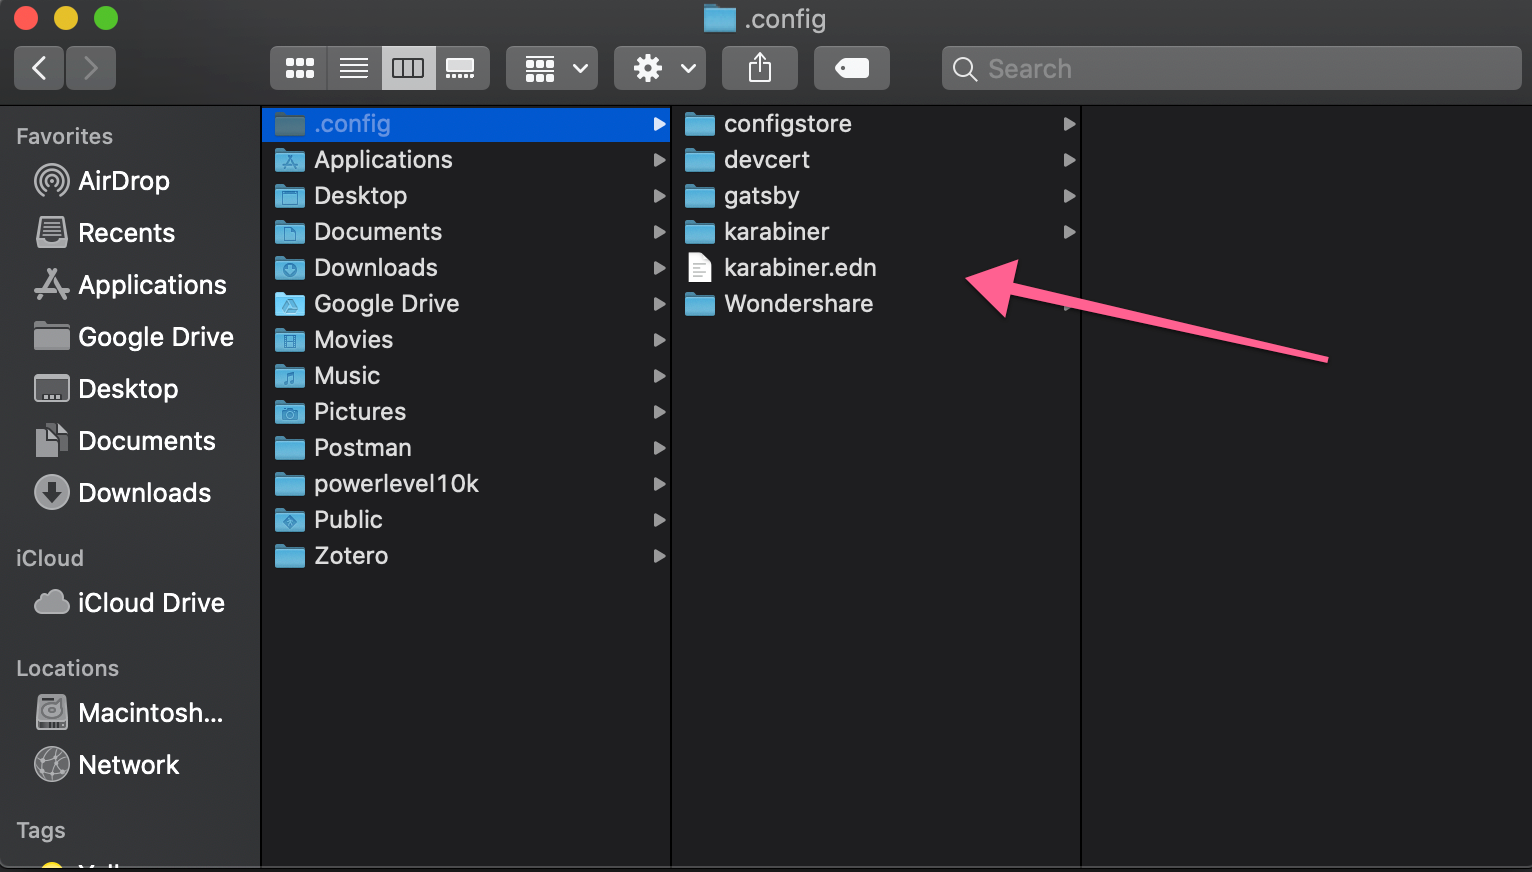 .config
Search
Favorites
AirDrop
Recents
Applications
Google Drive
Desktop
Documents
Downloads
iCloud
iCloud Drive
Locations
Macintosh...
Network
Tags
.config
Applications
Desktop
Documents
Downloads
Google Drive
Movies
Music
Pictures
Postman
powerlevel10k
Public
Zotero
configstore
devcert
gatsby
karabiner
karabiner.edn
Wondershare